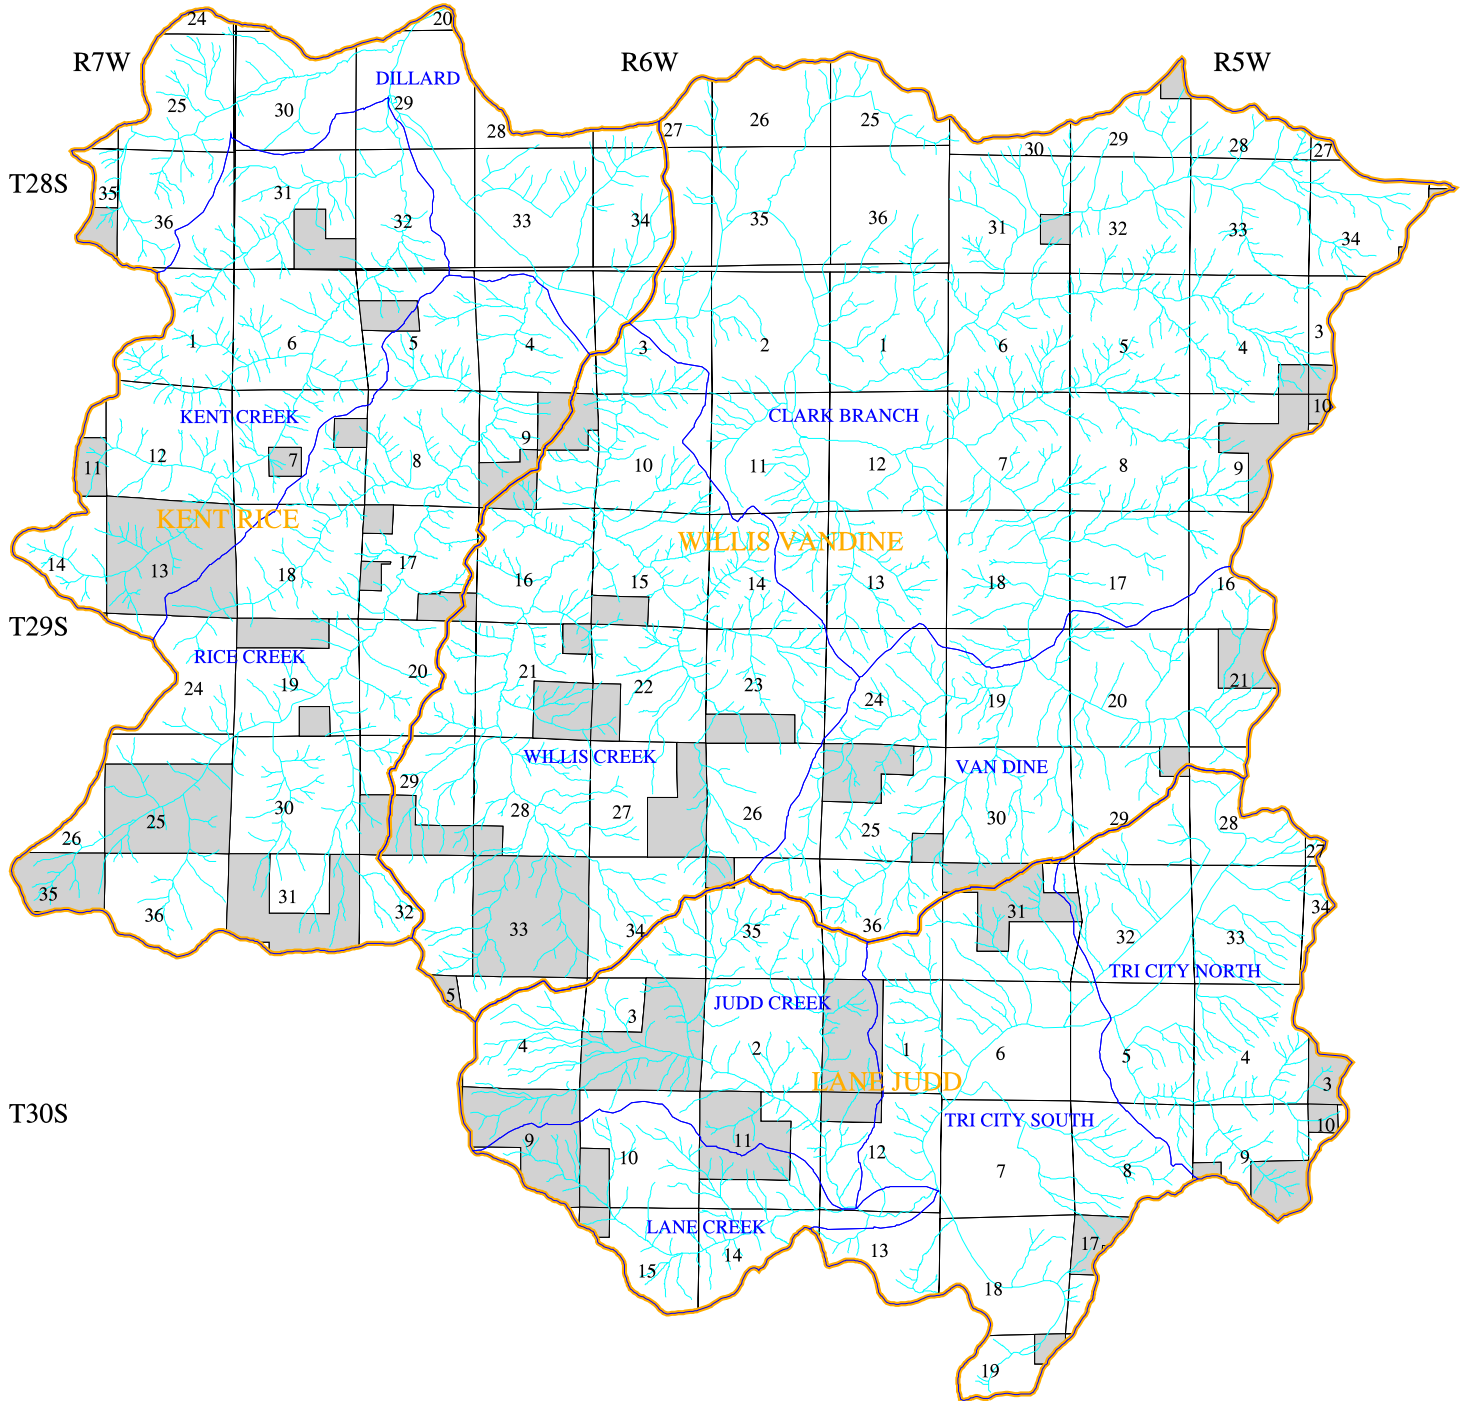 24 20
R7W R6W R5W
DILLARD
25 30 29 28 27 26 25 30 29 28 27
T28S
35 36 31 32 33 34 35 36 31 32 33 34
1 6 5 4 3 2 1 6 5 4 3
KENT CREEK CLARK BRANCH
11 12 7 8 9 10 11 12 7 8 9 10
KENT RICE
WILLIS VANDINE
14 13 18 17 16 15 14 13 18 17 16
T29S
RICE CREEK
24 19 20 21 22 23 24 19 20 21
WILLIS CREEK VAN DINE
26 25 30 29 28 27 26 25 30 29 28 27
35 36 31 32 33 34 35 36 31 32 33 34
TRI CITY NORTH
5 JUDD CREEK
4 3 2 1 6 5 4 3
LANE JUDD
T30S
TRI CITY SOUTH
9 10 11 12 7 8 9 10
LANE CREEK
15 14 13 18 17
19